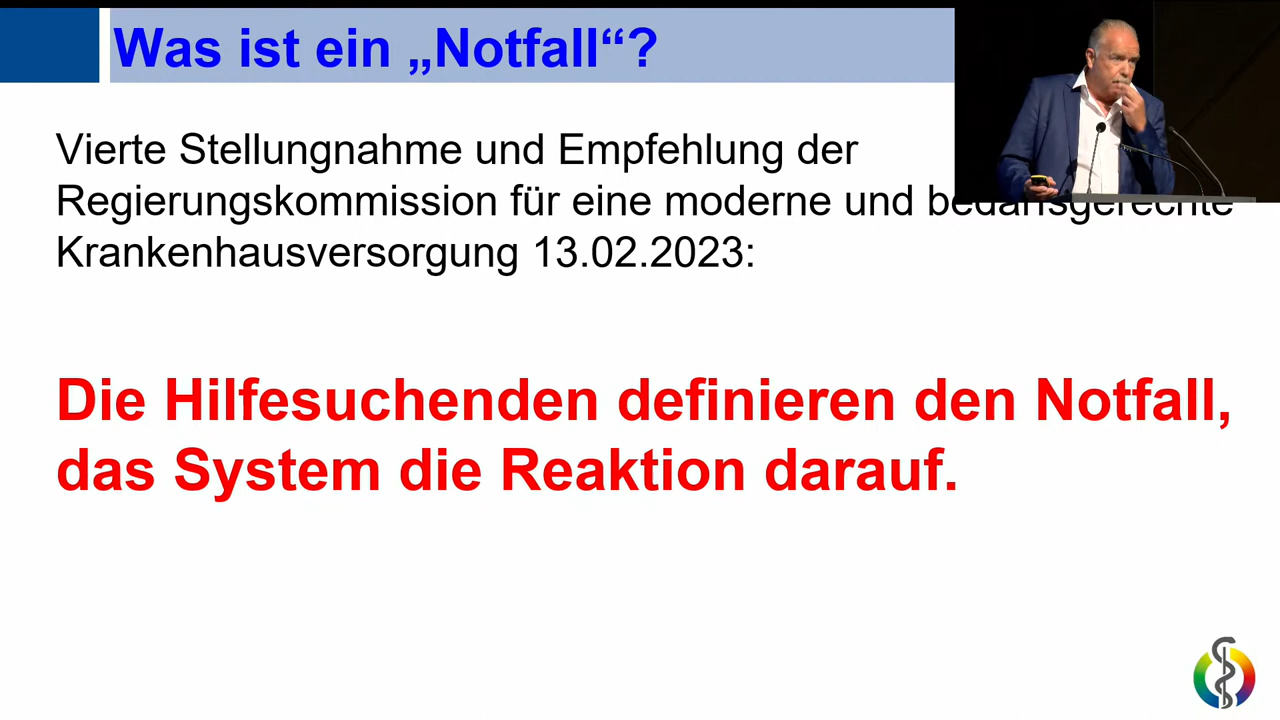 Was ist ein „Notfall“?
Vierte Stellungnahme und Empfehlung der
Regierungskommission für eine moderne und bedarfsgerechte
Krankenhausversorgung 13.02.2023:
Die Hilfesuchenden definieren den Notfall,
das System die Reaktion darauf.